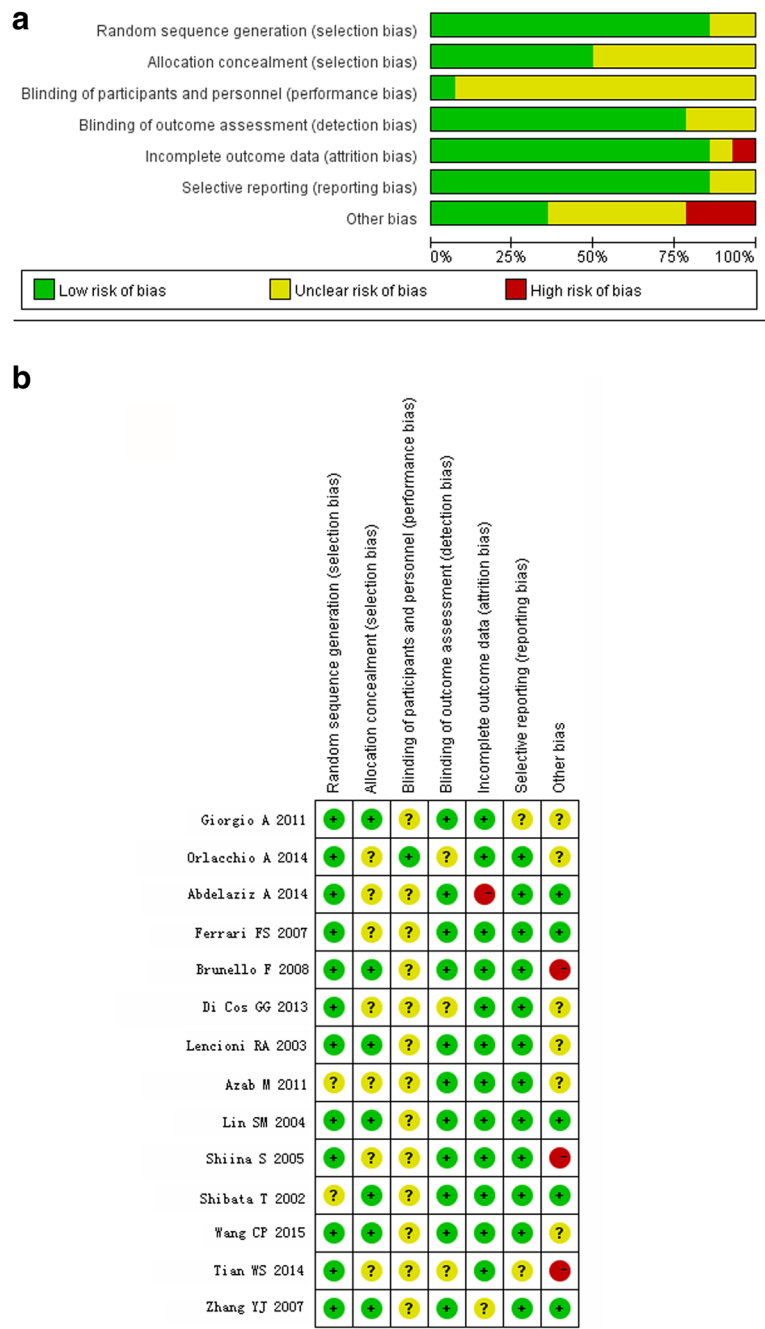 a
Random sequence generation (selection bias)
Allocation concealment (selection bias)
Blinding of participants and personnel (performance bias)
Blinding of outcome assessment (detection bias)
Incomplete outcome data (attrition bias)
Selective reporting (reporting bias)
Other bias
0% 25% 50% 75% 100%
Low risk of bias Unclear risk of bias High risk of bias
b
Random sequence generation (selection bias)
Allocation concealment (selection bias)
Blinding of participants and personnel (performance bias)
Blinding of outcome assessment (detection bias)
Incomplete outcome data (attrition bias)
Selective reporting (reporting bias)
Other bias
Giorgio A 2011 + + ? + + ? ?
Orlacchio A 2014 + ? + ? + + ?
Abdelaziz A 2014 + ? ? + - + +
Ferrari FS 2007 + ? ? + + + +
Brunello F 2008 + + ? + + + -
Di Cos GG 2013 + ? ? ? + + ?
Lencioni RA 2003 + + ? + + + ?
Azab M 2011 ? ? ? + + + ?
Lin SM 2004 + + ? + + + +
Shiina S 2005 + ? ? + + + -
Shibata T 2002 ? + ? + + + +
Wang CP 2015 + + ? + + + ?
Tian WS 2014 + ? ? ? + ? -
Zhang YJ 2007 + + ? + ? + +